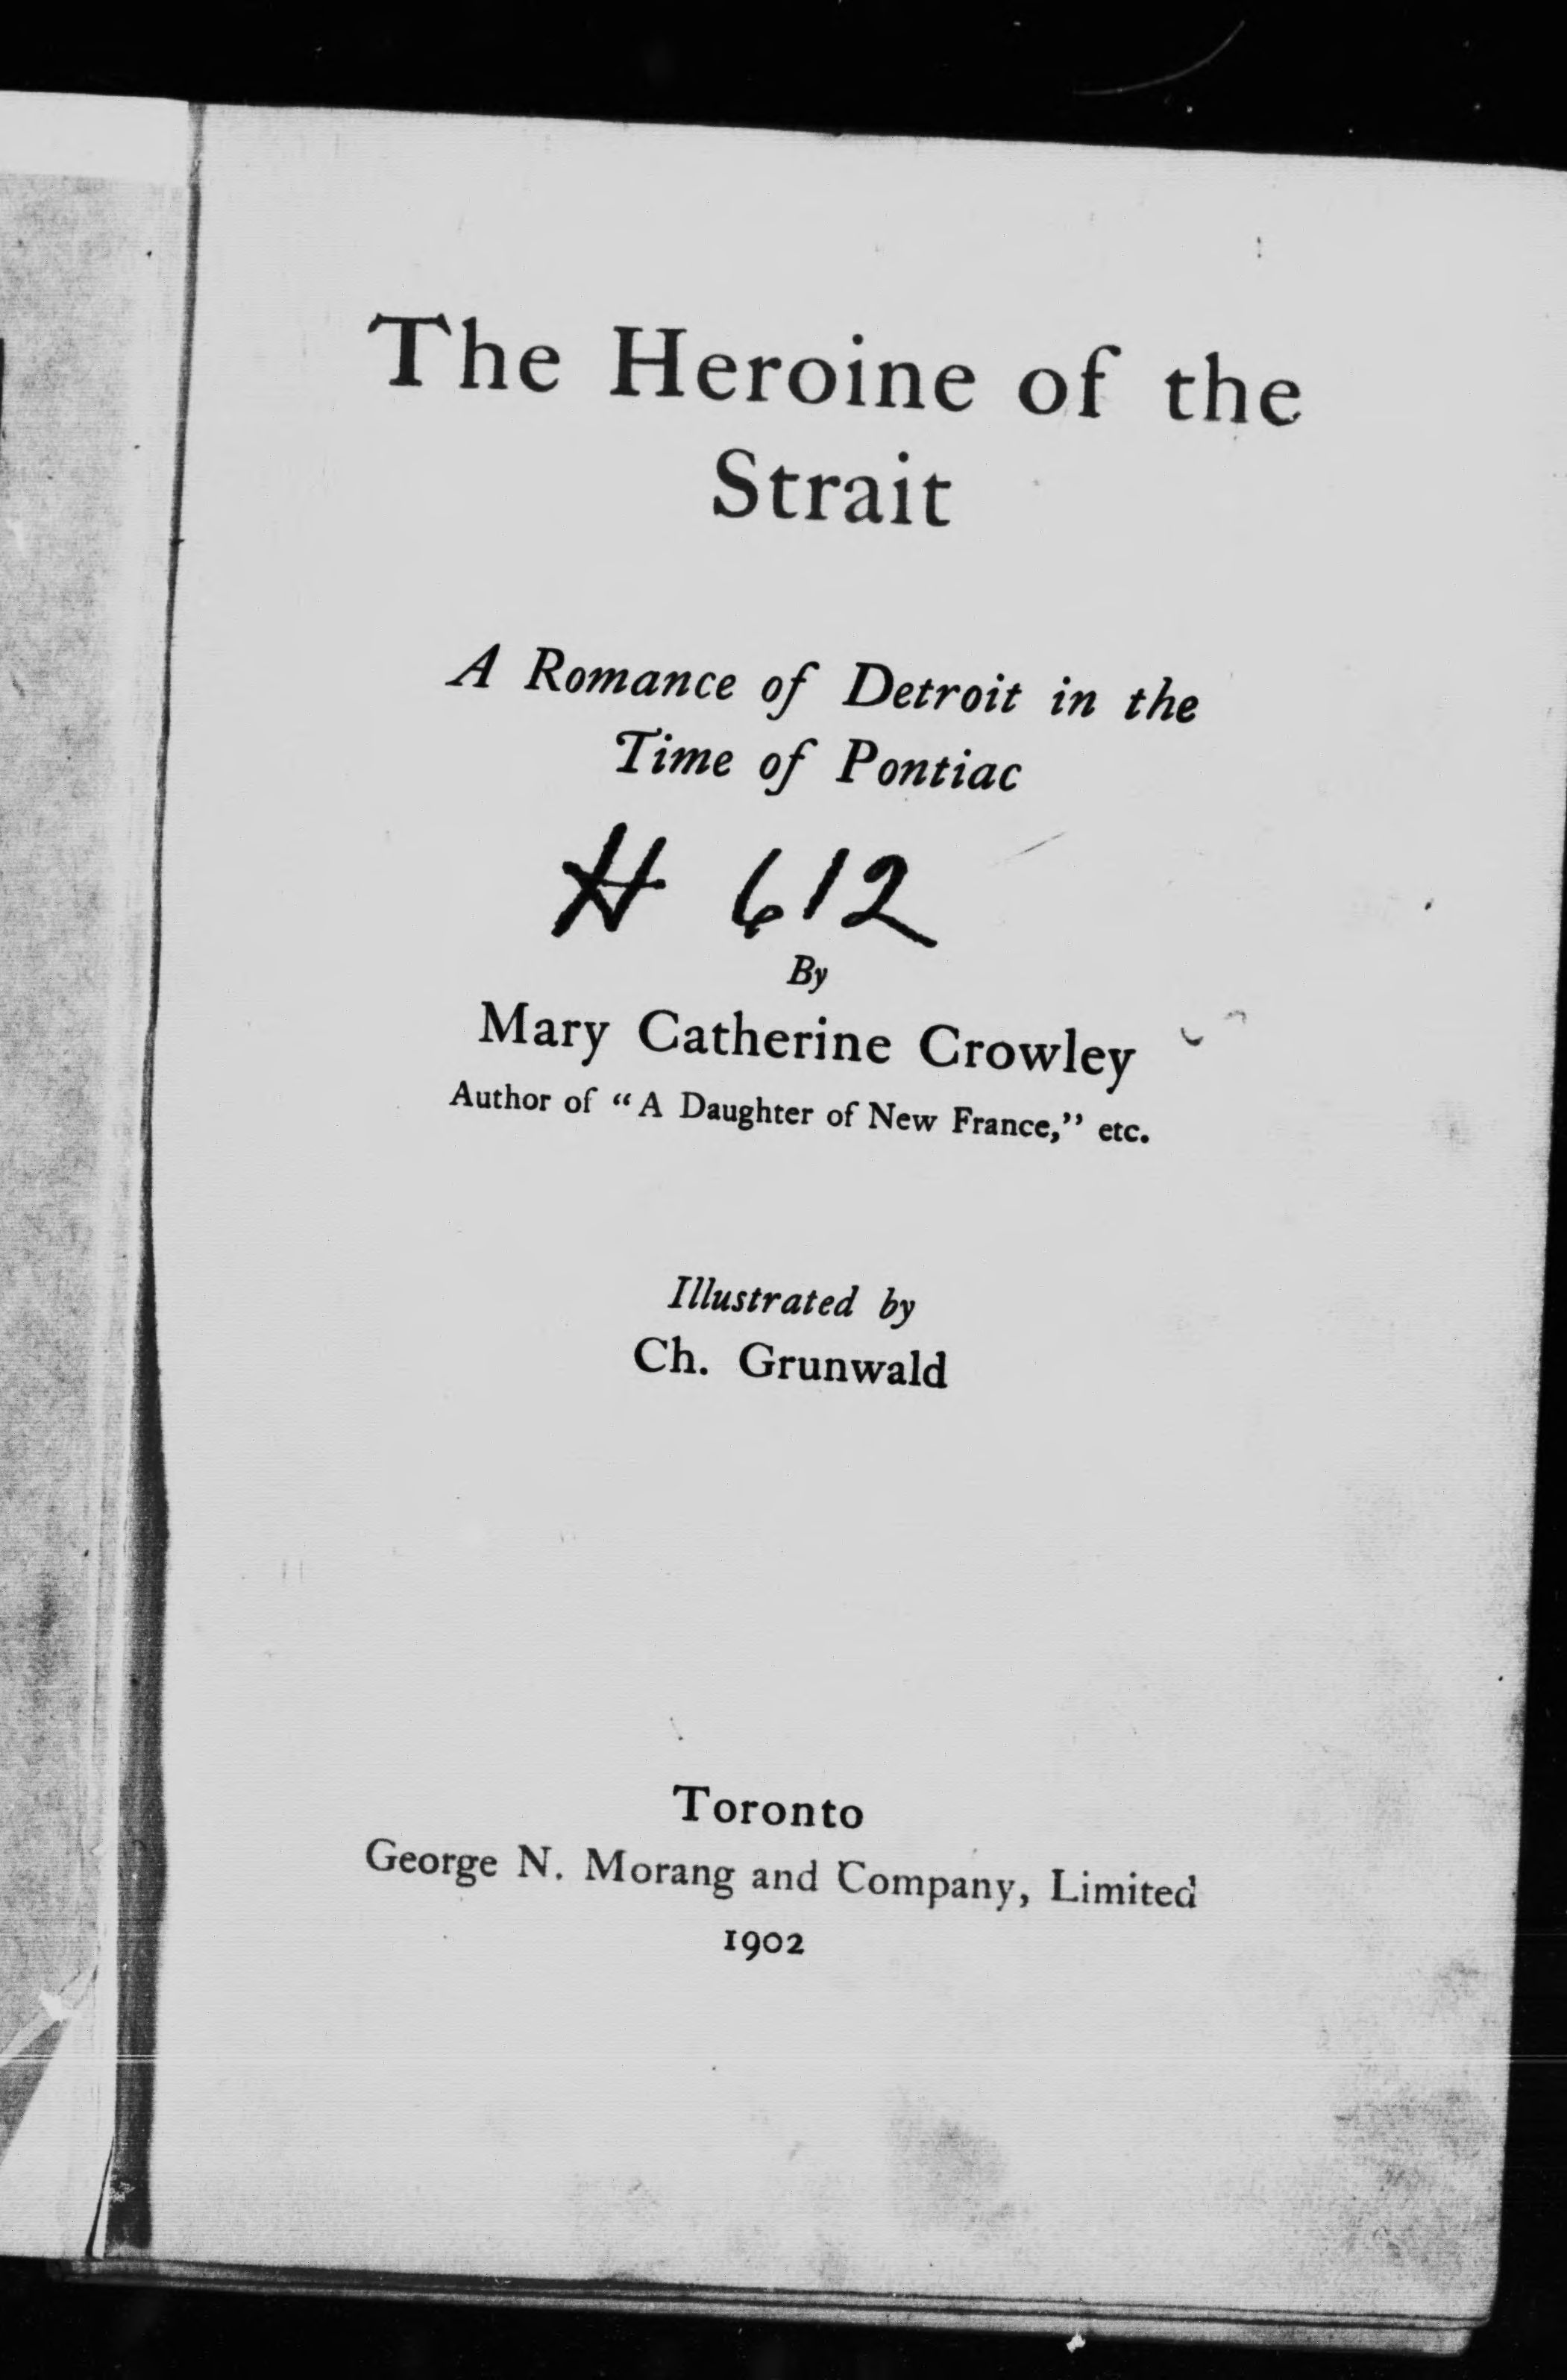 The Heroine of the
Strait
A Romance of Detroit in the
Time of Pontiac
H 612
By
Mary Catherine Crowley
Author of “A Daughter of New France,” etc.
Illustrated by
Ch. Grunwald
Toronto
George N. Morang and Company, Limited
1902